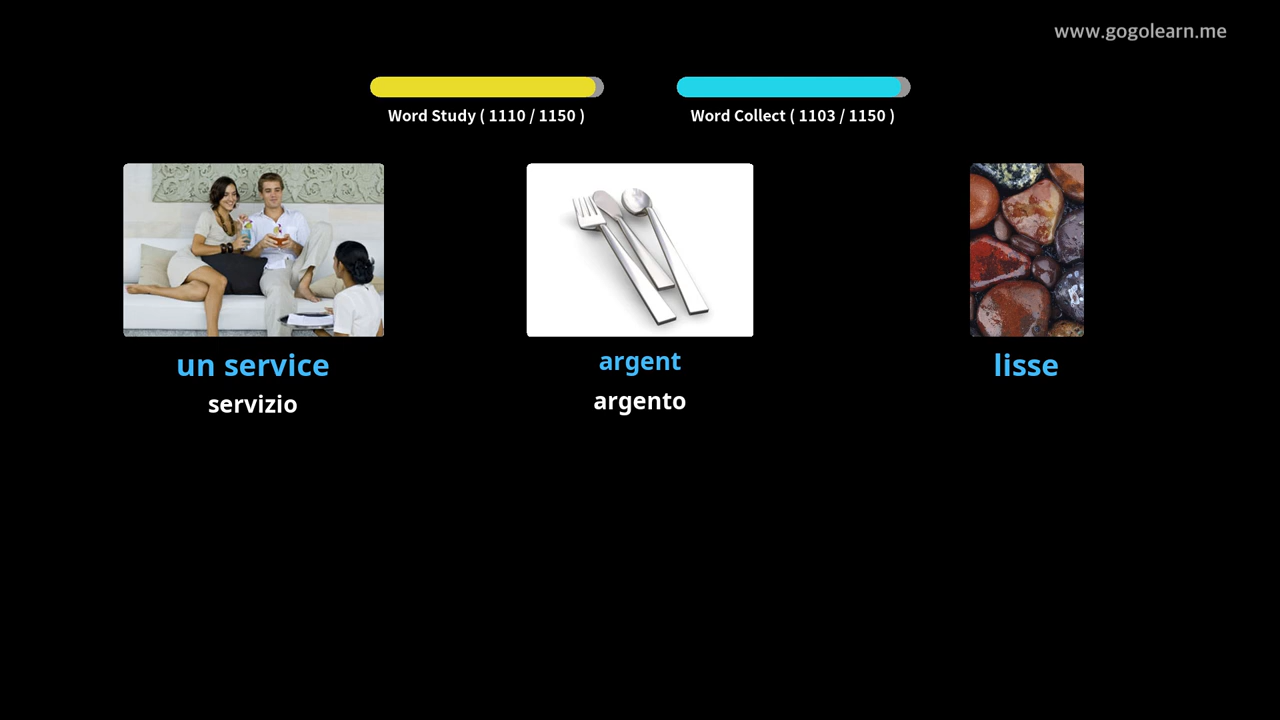 www.gogolearn.me
Word Study ( 1110 / 1150 )
Word Collect ( 1103 / 1150 )
un service
servizio
argent
argento
lisse